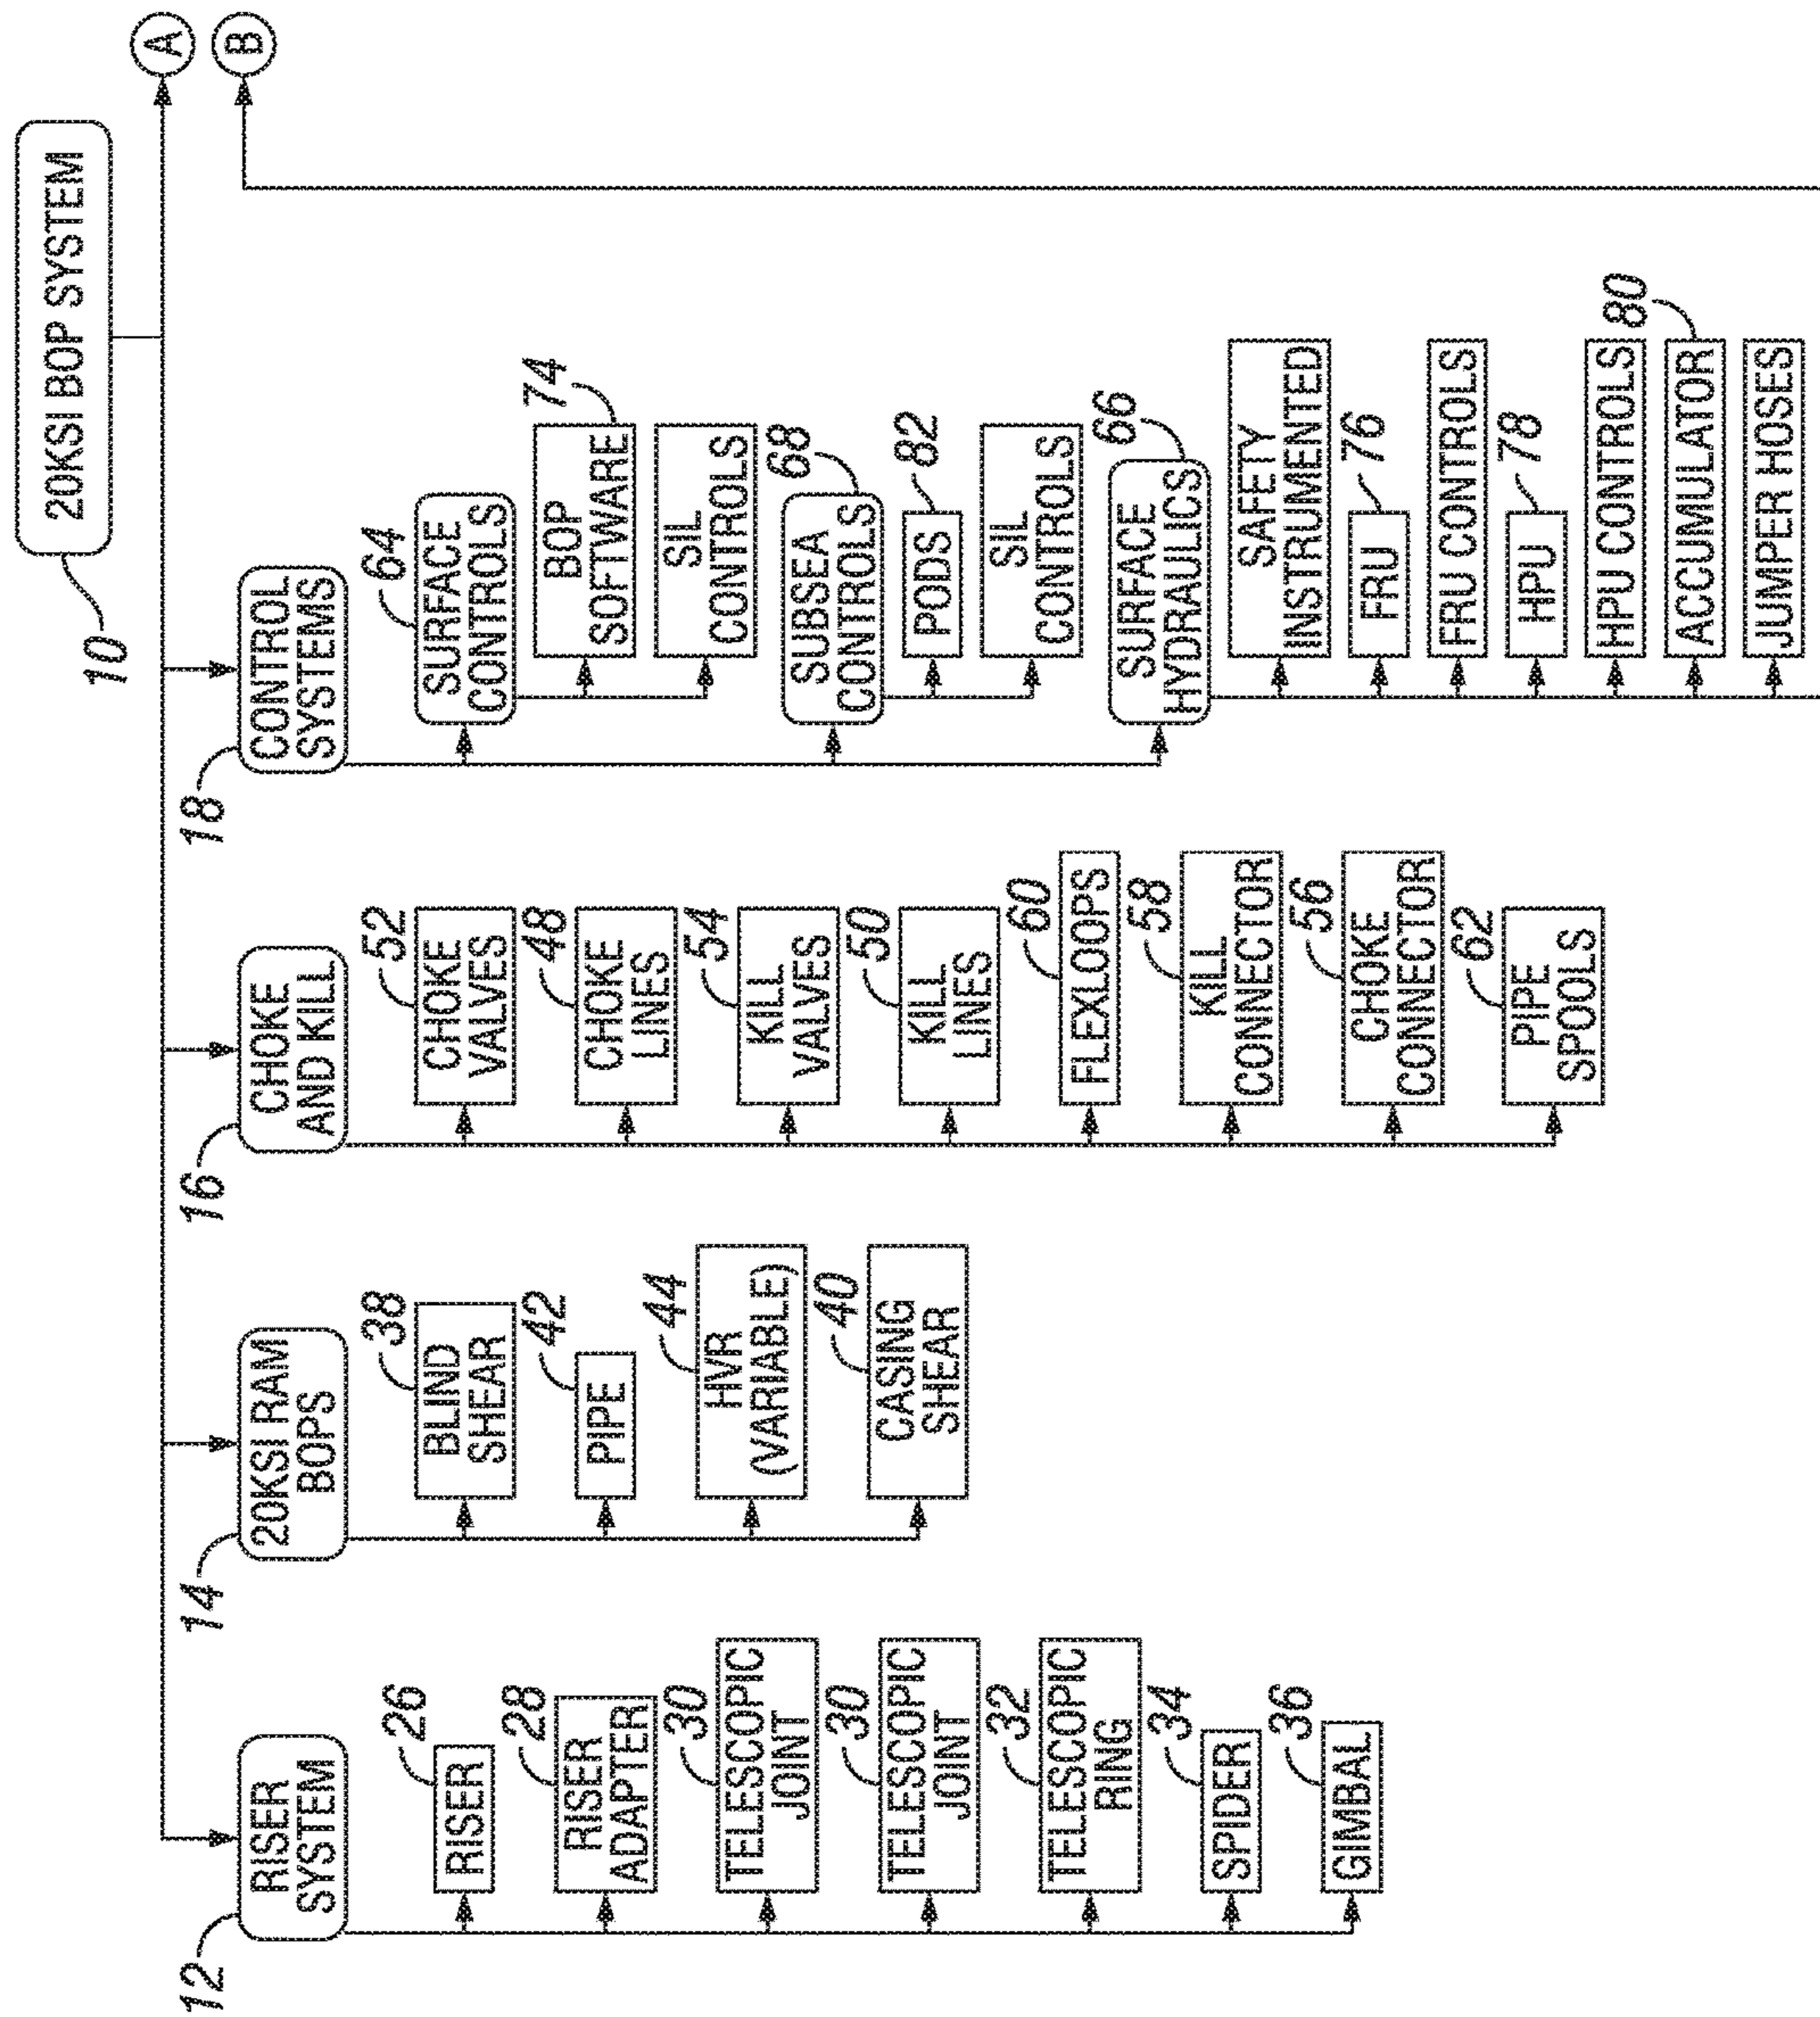 20KSI BOP SYSTEM
10
A
B
12
RISER
SYSTEM
26
RISER
28
RISER
ADAPTER
30
TELESCOPIC
JOINT
30
TELESCOPIC
JOINT
32
TELESCOPIC
RING
34
SPIDER
36
GIMBAL
14
20KSI RAM
BOPS
38
BLIND
SHEAR
42
PIPE
44
HVR
(VARIABLE)
40
CASING
SHEAR
16
CHOKE
AND KILL
52
CHOKE
VALVES
48
CHOKE
LINES
54
KILL
VALVES
50
KILL
LINES
60
FLEXLOOPS
58
KILL
CONNECTOR
56
CHOKE
CONNECTOR
62
PIPE
SPOOLS
18
CONTROL
SYSTEMS
64
SURFACE
CONTROLS
74
BOP
SOFTWARE
SIL
CONTROLS
68
SUBSEA
CONTROLS
82
PODS
SIL
CONTROLS
66
SURFACE
HYDRAULICS
SAFETY
INSTRUMENTED
76
FRU
FRU CONTROLS
78
HPU
HPU CONTROLS
80
ACCUMULATOR
JUMPER HOSES